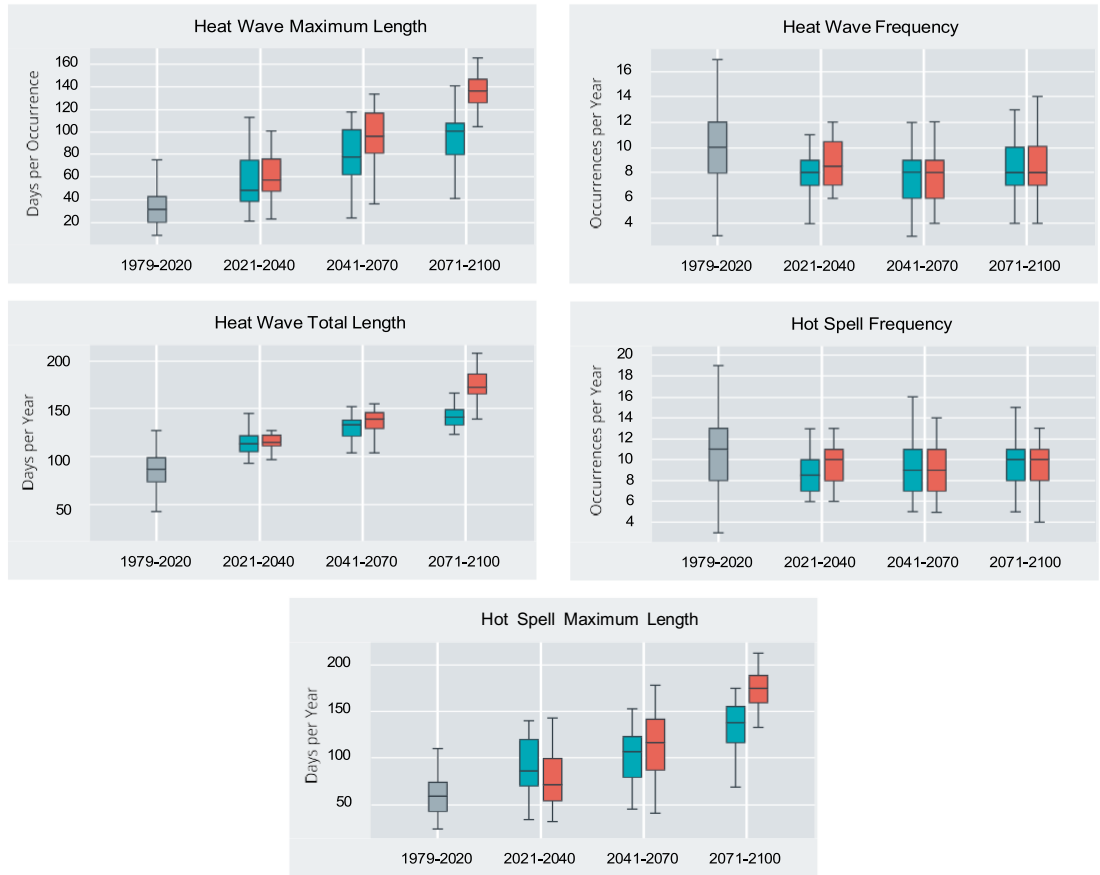 Heat Wave Maximum Length
Days per Occurrence
160
140
120
100
80
60
40
20
1979-2020 2021-2040 2041-2070 2071-2100
Heat Wave Frequency
Occurrences per Year
16
14
12
10
8
6
4
1979-2020 2021-2040 2041-2070 2071-2100
Heat Wave Total Length
Days per Year
200
150
100
50
1979-2020 2021-2040 2041-2070 2071-2100
Hot Spell Frequency
Occurrences per Year
20
18
16
14
12
10
8
6
4
1979-2020 2021-2040 2041-2070 2071-2100
Hot Spell Maximum Length
Days per Year
200
150
100
50
1979-2020 2021-2040 2041-2070 2071-2100